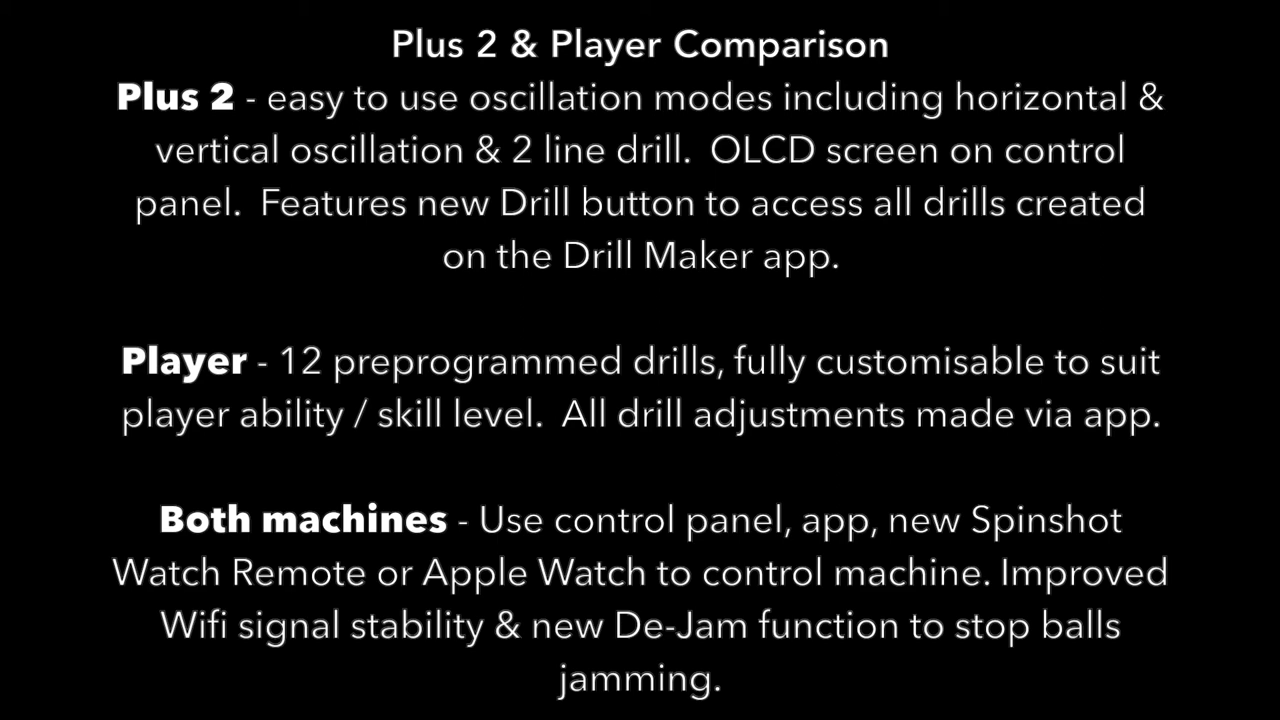 Plus 2 & Player Comparison
Plus 2 - easy to use oscillation modes including horizontal &
vertical oscillation & 2 line drill.  OLCD screen on control
panel.  Features new Drill button to access all drills created
on the Drill Maker app.
Player - 12 preprogrammed drills, fully customisable to suit
player ability / skill level.  All drill adjustments made via app.
Both machines - Use control panel, app, new Spinshot
Watch Remote or Apple Watch to control machine. Improved
Wifi signal stability & new De-Jam function to stop balls
jamming.